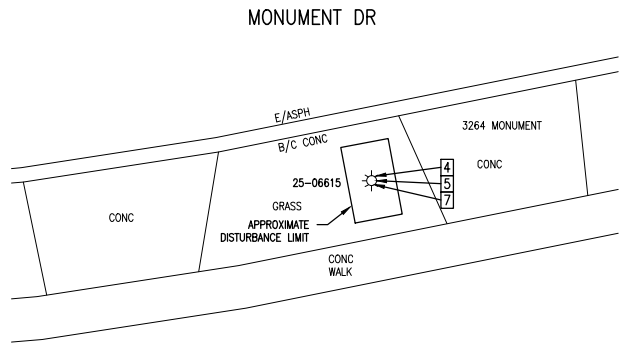 MONUMENT DR
E/ASPH
B/C CONC
3264 MONUMENT
CONC
4
5
7
25-06615
GRASS
CONC
APPROXIMATE
DISTURBANCE LIMIT
CONC
WALK